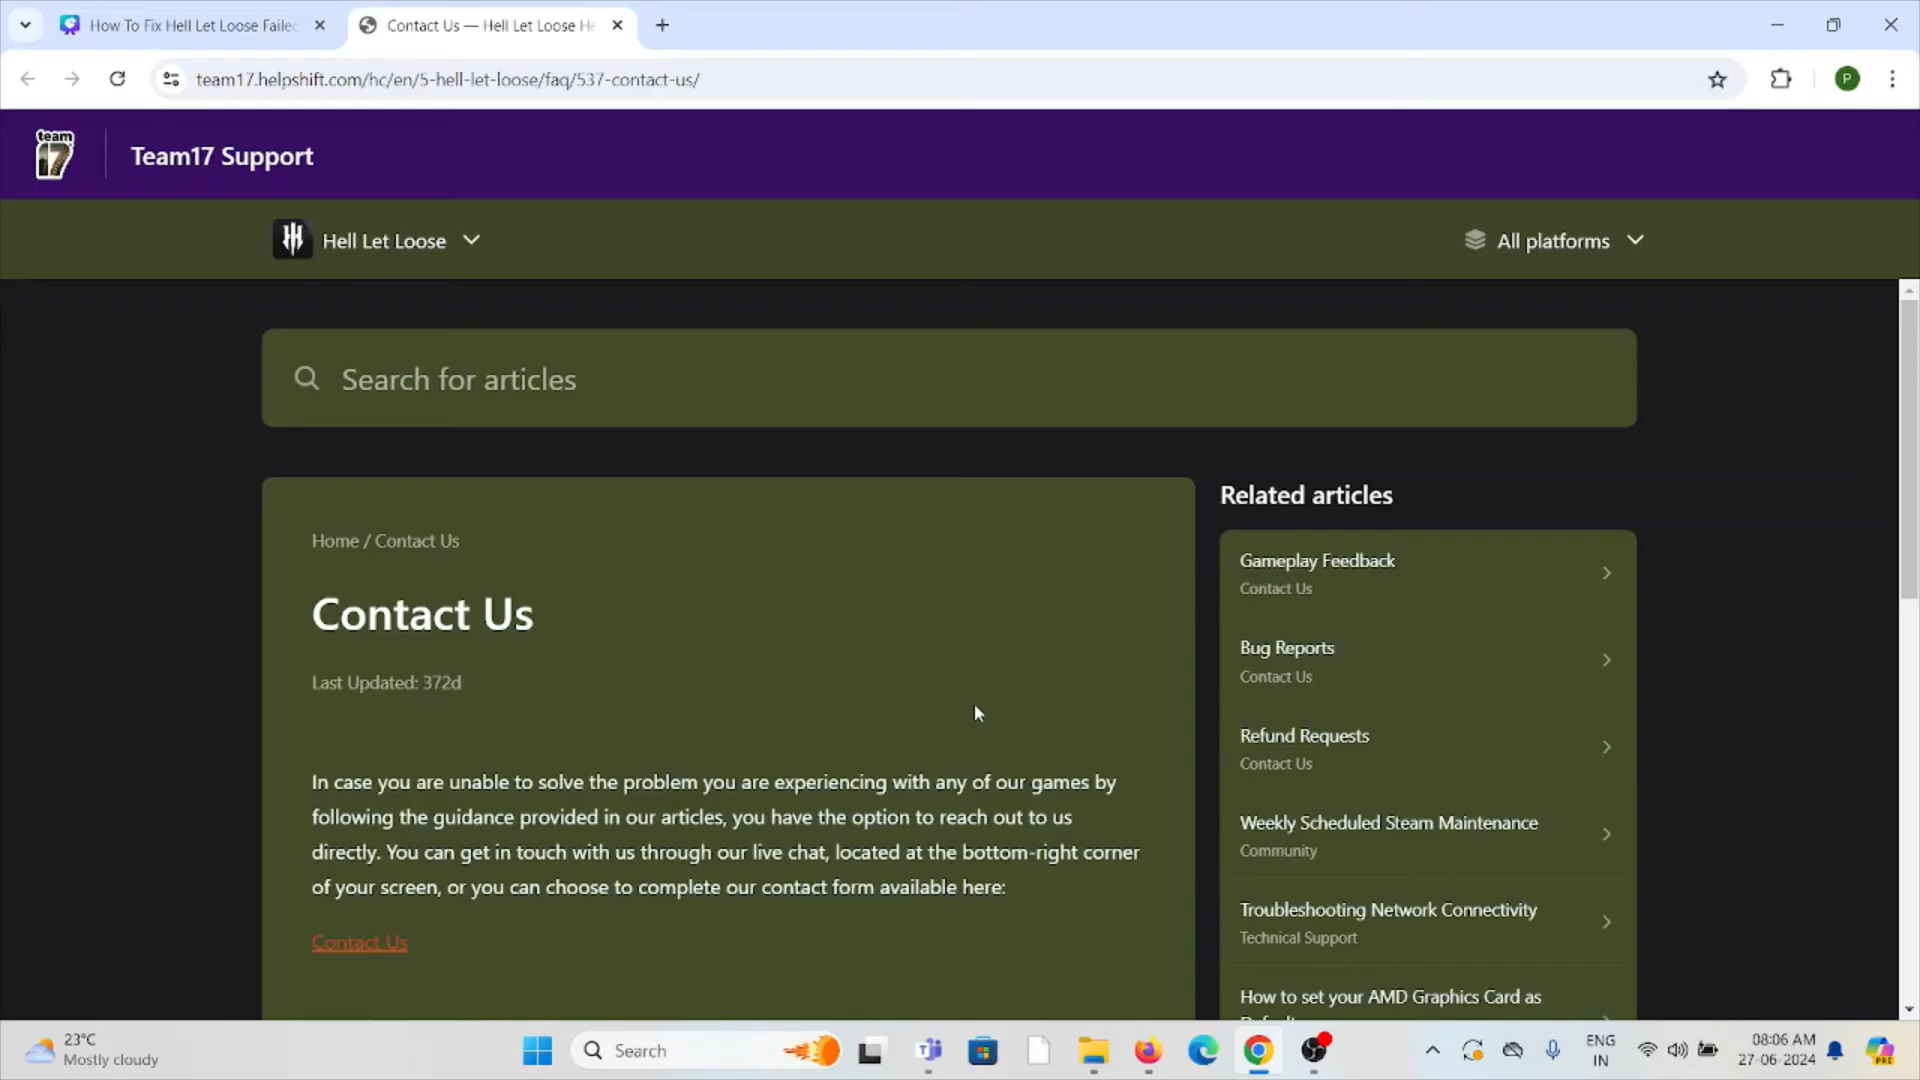 How To Fix Hell Let Loose Failed
Contact Us — Hell Let Loose He
team17.helpshift.com/hc/en/5-hell-let-loose/faq/537-contact-us/
P
team
17
Team17 Support
Hell Let Loose
All platforms
Search for articles
Home / Contact Us
Contact Us
Last Updated: 372d
In case you are unable to solve the problem you are experiencing with any of our games by
following the guidance provided in our articles, you have the option to reach out to us
directly. You can get in touch with us through our live chat, located at the bottom-right corner
of your screen, or you can choose to complete our contact form available here:
Contact Us
Related articles
Gameplay Feedback
Contact Us
Bug Reports
Contact Us
Refund Requests
Contact Us
Weekly Scheduled Steam Maintenance
Community
Troubleshooting Network Connectivity
Technical Support
How to set your AMD Graphics Card as
23°C
Mostly cloudy
Search
ENG
IN
08:06 AM
27-06-2024
PRE